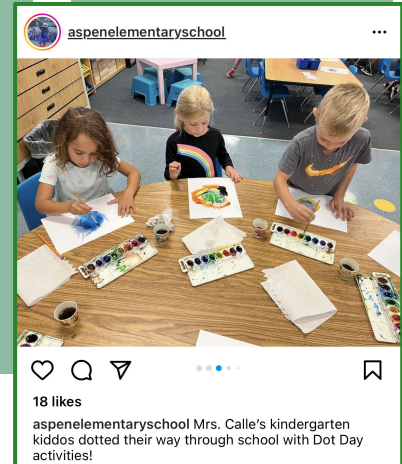 aspenelementaryschool
18 likes
aspenelementaryschool Mrs. Calle's kindergarten
kiddos dotted their way through school with Dot Day
activities!